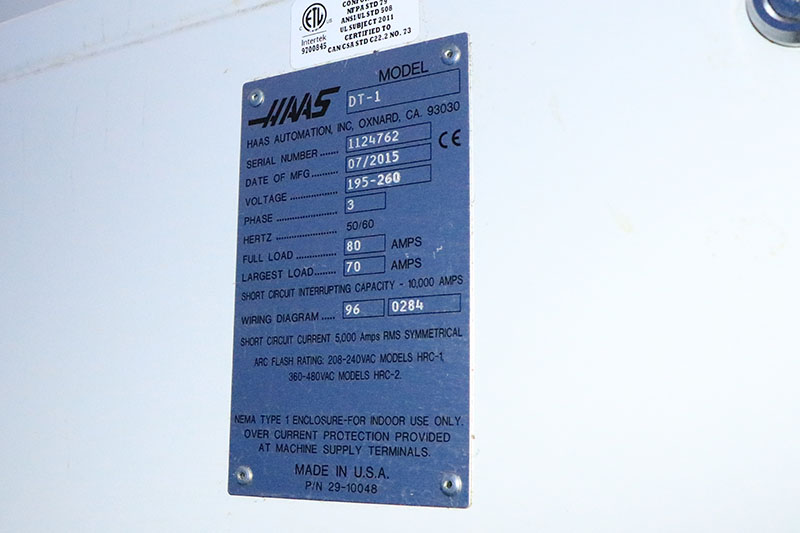 CONFO
NFPA STD 79
ANSI UL STD 508
UL SUBJECT 2011
CERTIFIED TO
CAN CSA STD C22.2 NO. 73
ETL
Intertek
9200845
HAAS
MODEL
DT-1
HAAS AUTOMATION, INC, OXNARD, CA. 93030
SERIAL NUMBER ...... 1124762
CE
DATE OF MFG.......... 07/2015
VOLTAGE .................. 195-260
PHASE ....................... 3
HERTZ ....................... 50/60
FULL LOAD .............. 80 AMPS
LARGEST LOAD....... 70 AMPS
SHORT CIRCUIT INTERRUPTING CAPACITY - 10,000 AMPS
WIRING DIAGRAM ..... 96 0284
SHORT CIRCUIT CURRENT 5,000 Amps RMS SYMMETRICAL
ARC FLASH RATING: 208-240VAC MODELS HRC-1,
360-480VAC MODELS HRC-2.
NEMA TYPE 1 ENCLOSURE-FOR INDOOR USE ONLY.
OVER CURRENT PROTECTION PROVIDED
AT MACHINE SUPPLY TERMINALS.
MADE IN U.S.A.
P/N 29-10048